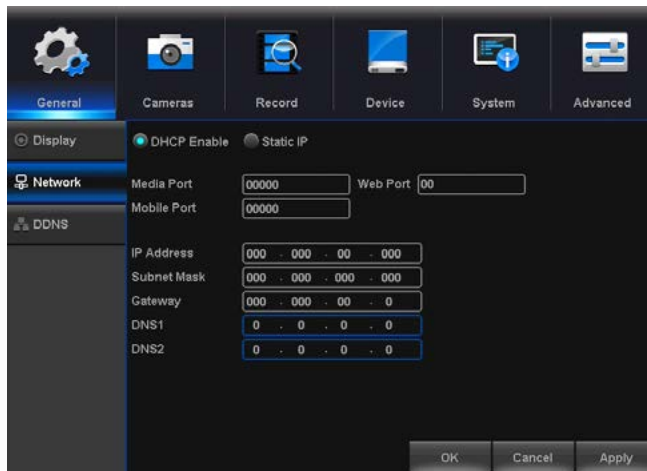 General Cameras Record Device System Advanced
Display
DHCP Enable Static IP
Network
Media Port 00000 Web Port 00
Mobile Port 00000
DDNS
IP Address 000 . 000 . 00 . 000
Subnet Mask 000 . 000 . 000 . 000
Gateway 000 . 000 . 00 . 0
DNS1 0 . 0 . 0 . 0
DNS2 0 . 0 . 0 . 0
OK Cancel Apply